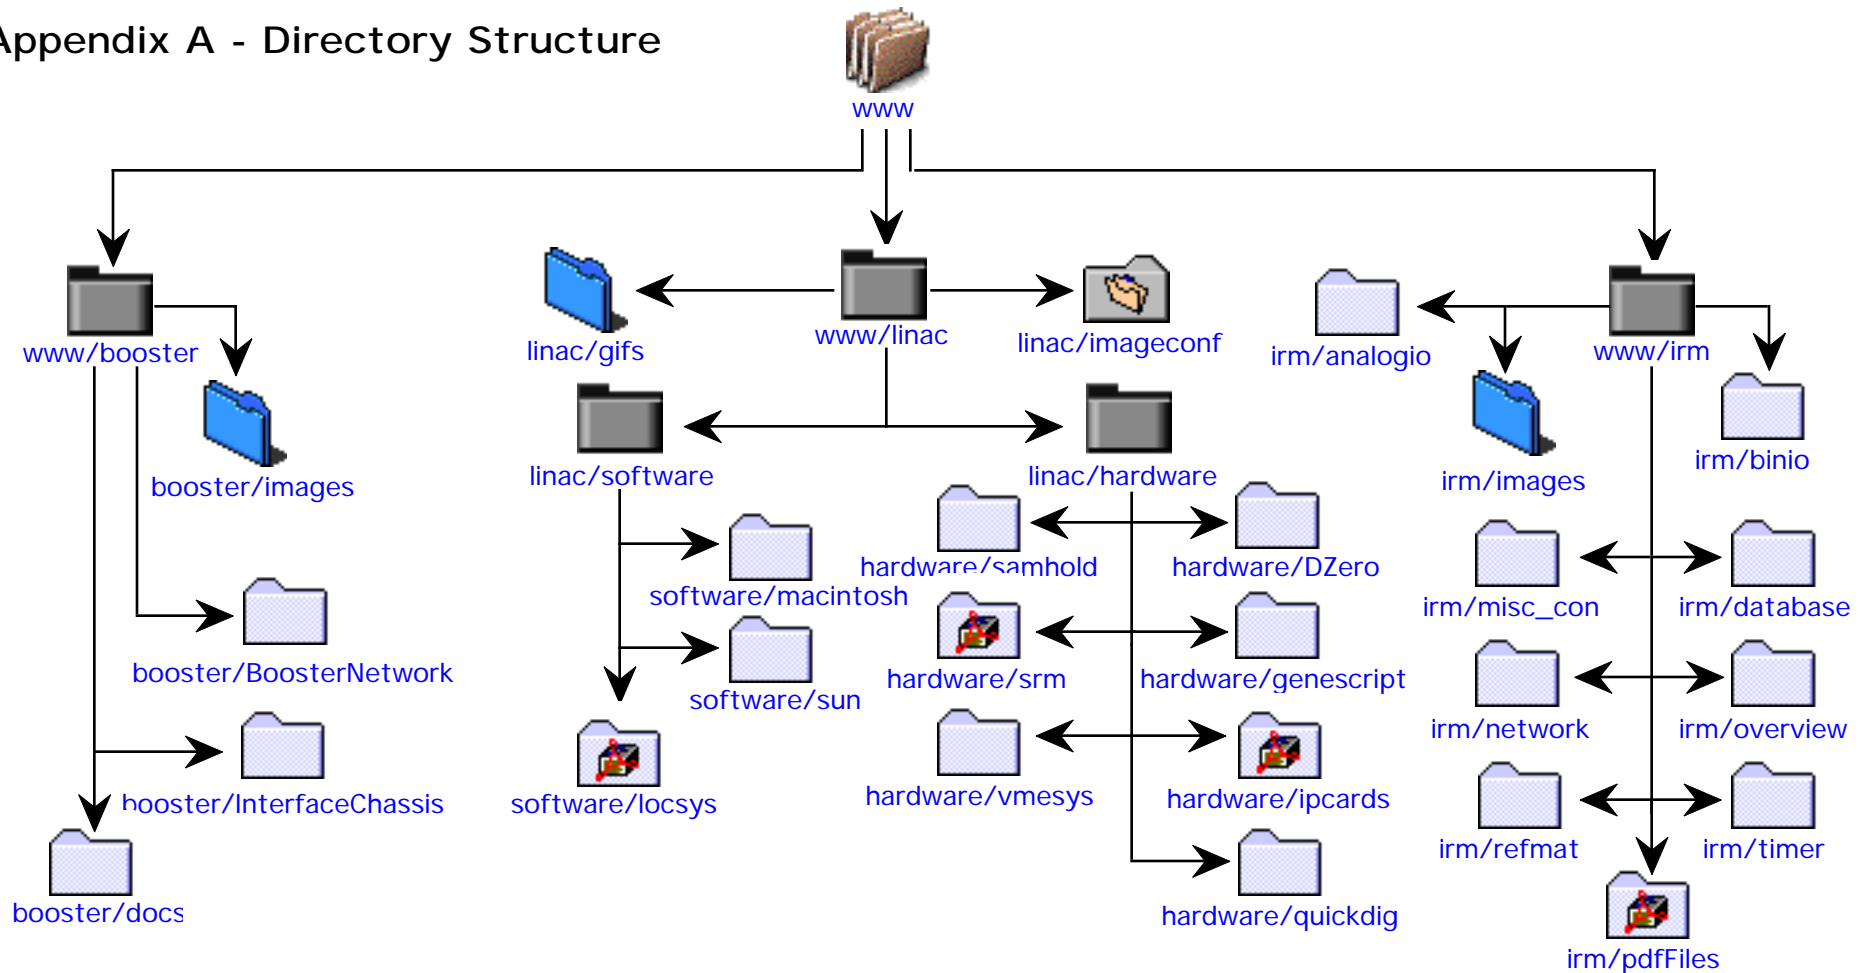 Appendix A - Directory Structure
www
www/booster
linac/gifs
www/linac
linac/imageconf
irm/analogio
www/irm
booster/images
linac/software
linac/hardware
irm/images
irm/binio
hardware/samhold
hardware/DZero
software/macintosh
irm/misc_con
irm/database
booster/BoosterNetwork
software/sun
hardware/srm
hardware/genescript
irm/network
irm/overview
booster/InterfaceChassis
software/locsys
hardware/vmesys
hardware/ipcards
irm/refmat
irm/timer
booster/docs
hardware/quickdig
irm/pdfFiles